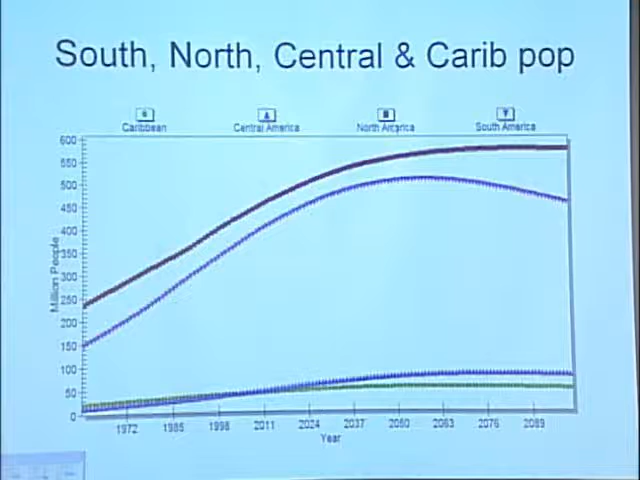 South, North, Central & Carib pop
Caribbean Central America North America South America
600
550
500
450
400
350
300
250
200
150
100
50
0
Million People
1972 1985 1998 2011 2024 2037 2050 2063 2076 2089
Year